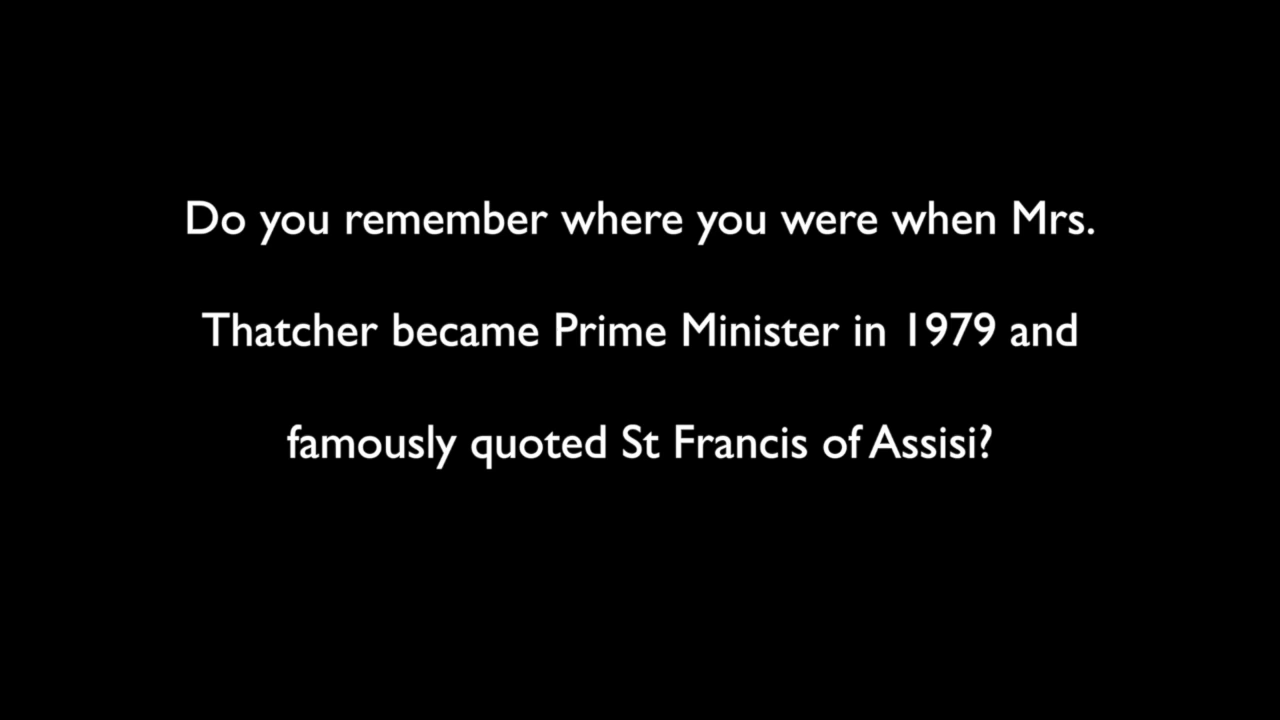 Do you remember where you were when Mrs.
Thatcher became Prime Minister in 1979 and
famously quoted St Francis of Assisi?